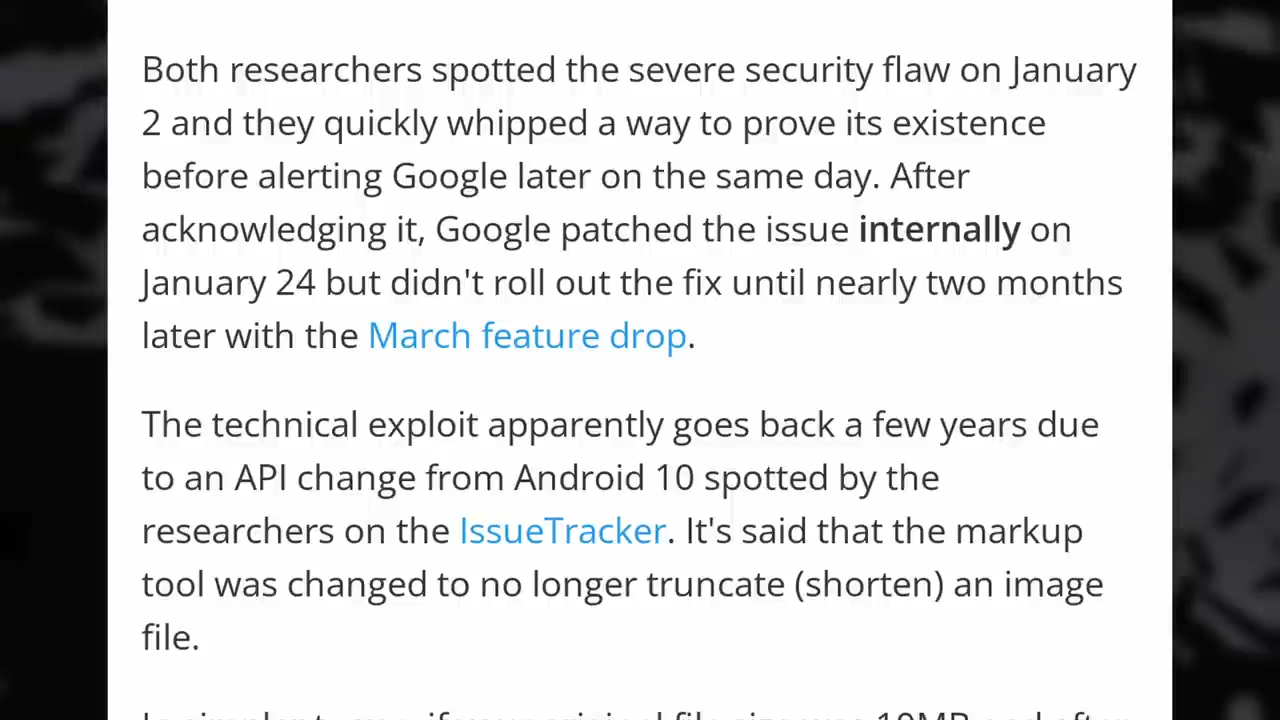 Both researchers spotted the severe security flaw on January
2 and they quickly whipped a way to prove its existence
before alerting Google later on the same day. After
acknowledging it, Google patched the issue internally on
January 24 but didn't roll out the fix until nearly two months
later with the March feature drop.
The technical exploit apparently goes back a few years due
to an API change from Android 10 spotted by the
researchers on the IssueTracker. It's said that the markup
tool was changed to no longer truncate (shorten) an image
file.